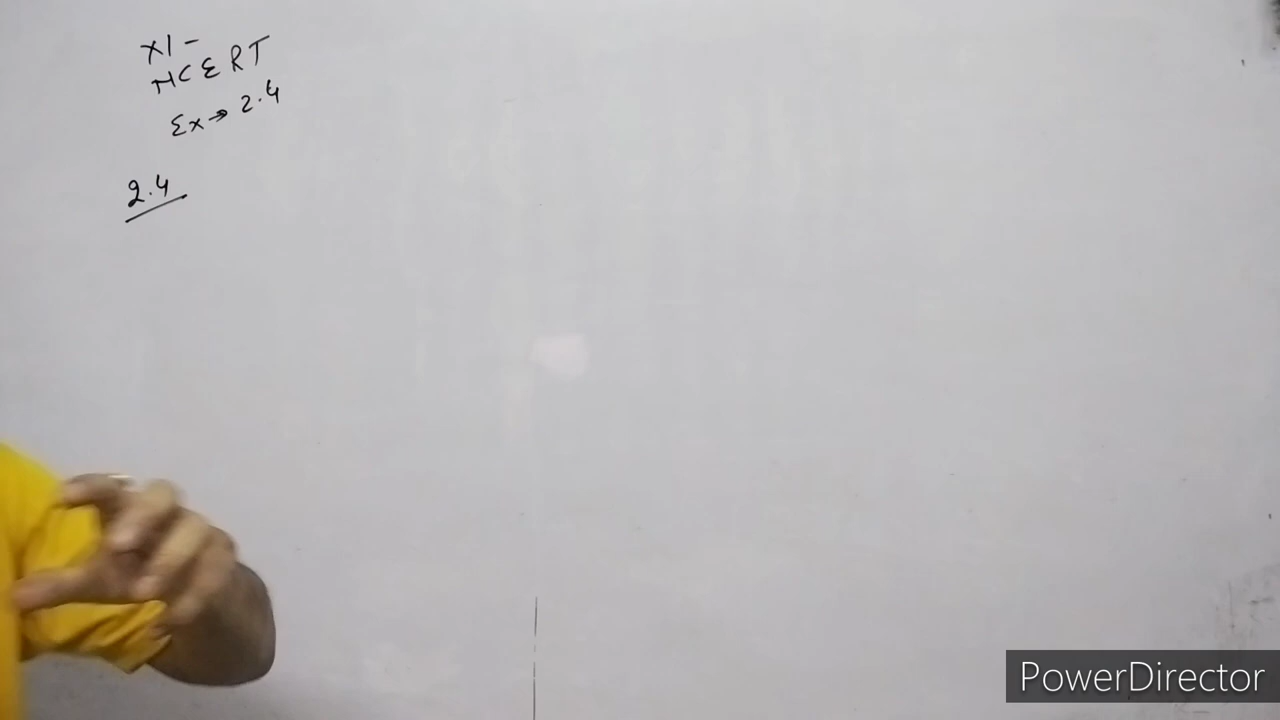 XI -
NCERT
Ex → 2.4
2.4
PowerDirector